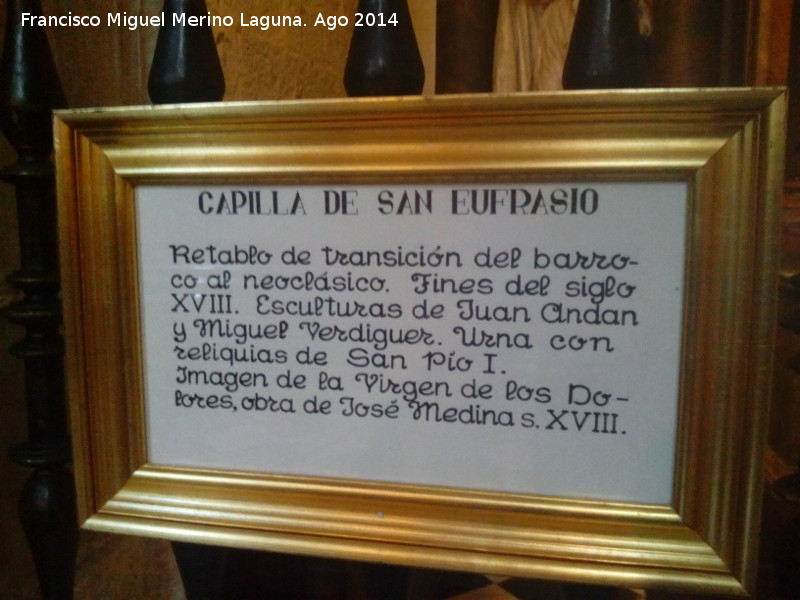 Francisco Miguel Merino Laguna. Ago 2014
CAPILLA DE SAN EUFRASIO
Retablo de transición del barro-
co al neoclásico. Fines del siglo
XVIII. Esculturas de Juan Andan
y Miguel Verdiguer. Urna con
reliquias de San Pío I.
Imagen de la Virgen de los Do-
lores, obra de José Medina s. XVIII.